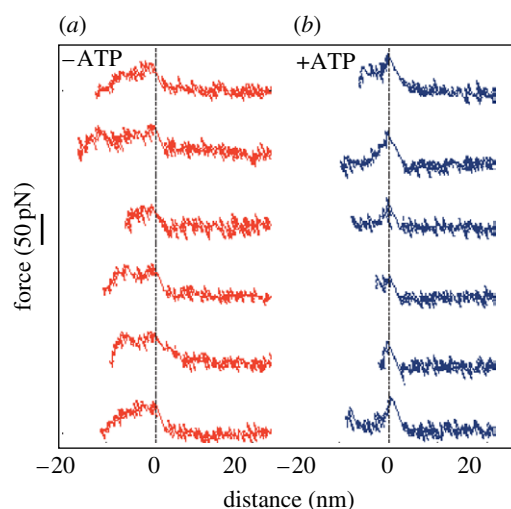 (a) (b)
−ATP +ATP
force (50 pN)
−20 0 20 −20 0 20
distance (nm)